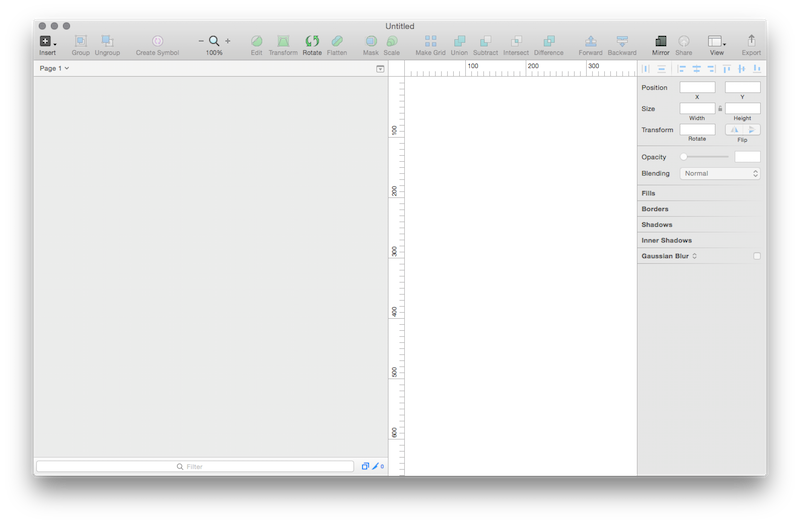 Untitled
Insert Group Ungroup Create Symbol 100% Edit Transform Rotate Flatten Mask Scale Make Grid Union Subtract Intersect Difference Forward Backward Mirror Share View Export
Page 1
100 200 300
100
200
300
400
500
600
Position
X Y
Size
Width Height
Transform
Rotate Flip
Opacity
Blending Normal
Fills
Borders
Shadows
Inner Shadows
Gaussian Blur
Filter
0